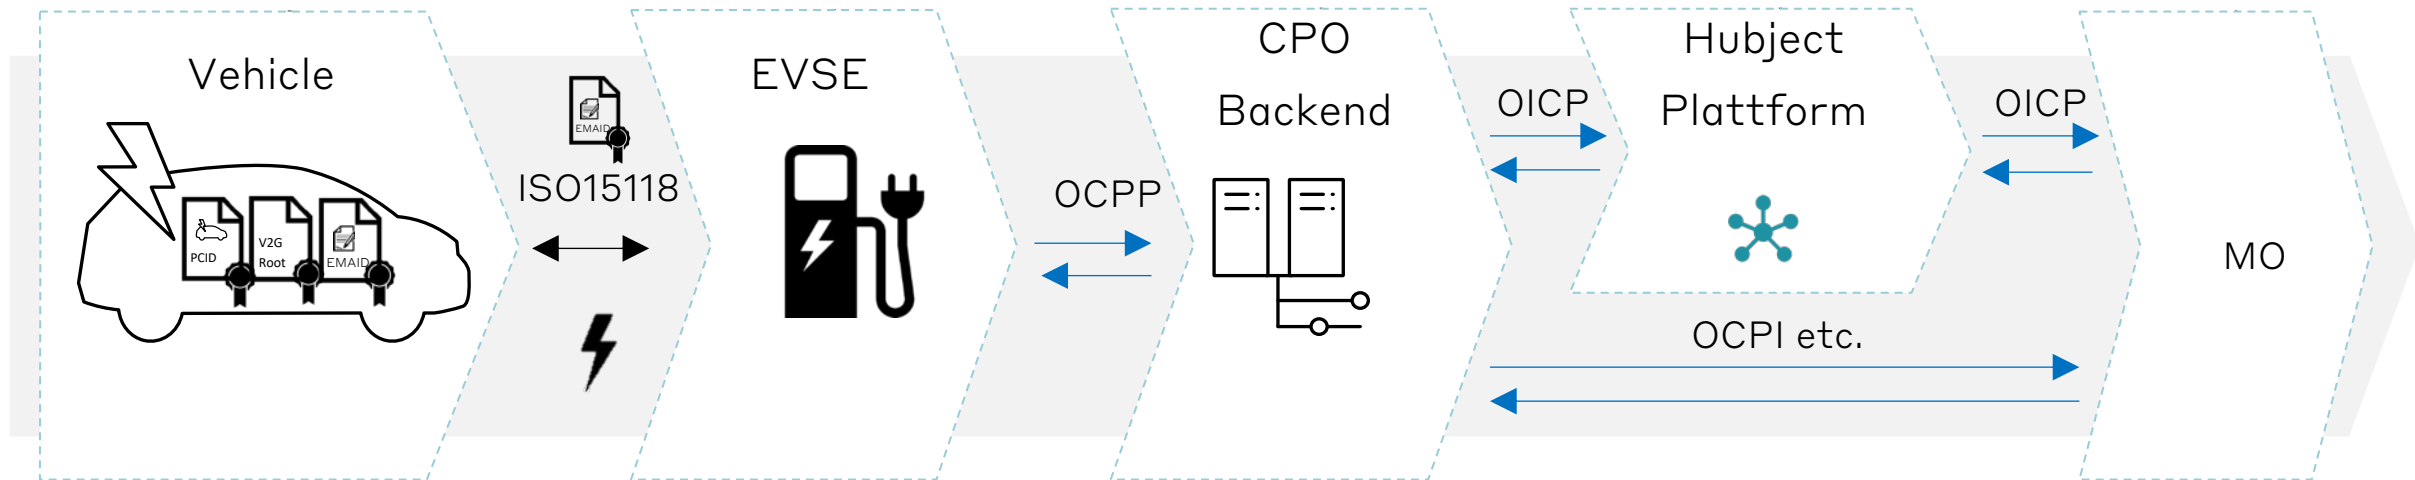 Vehicle
PCID
V2G
Root
EMAID
EMAID
ISO15118
EVSE
OCPP
CPO
Backend
OICP
Hubject
Plattform
OICP
OCPI etc.
MO